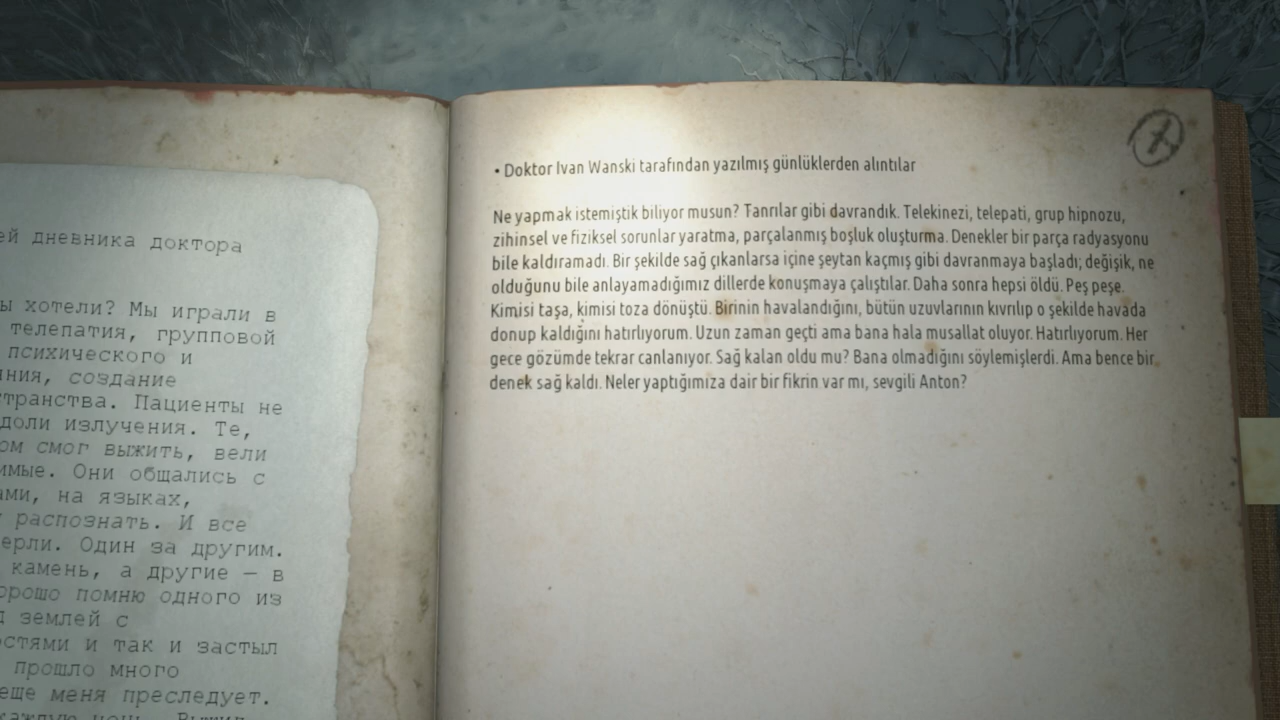 ей дневника доктора
ы хотели? Мы играли в
телепатия, групповой
психического и
ния, создание
странства. Пациенты не
доли излучения. Те,
ом смог выжить, вели
имые. Они общались с
ами, на языках,
распознать. И все
ерли. Один за другим.
камень, а другие — в
орошо помню одного из
д землей с
остями и так и застыл
прошло много
еще меня преследует.
• Doktor Ivan Wanski tarafından yazılmış günlüklerden alıntılar
Ne yapmak istemiştik biliyor musun? Tanrılar gibi davrandık. Telekinezi, telepati, grup hipnozu,
zihinsel ve fiziksel sorunlar yaratma, parçalanmış boşluk oluşturma. Denekler bir parça radyasyonu
bile kaldıramadı. Bir şekilde sağ çıkanlarsa içine şeytan kaçmış gibi davranmaya başladı; değişik, ne
olduğunu bile anlayamadığımız dillerde konuşmaya çalıştılar. Daha sonra hepsi öldü. Peş peşe.
Kimisi taşa, kimisi toza dönüştü. Birinin havalandığını, bütün uzuvlarının kıvrılıp o şekilde havada
donup kaldığını hatırlıyorum. Uzun zaman geçti ama bana hala musallat oluyor. Hatırlıyorum. Her
gece gözümde tekrar canlanıyor. Sağ kalan oldu mu? Bana olmadığını söylemişlerdi. Ama bence bir
denek sağ kaldı. Neler yaptığımıza dair bir fikrin var mı, sevgili Anton?